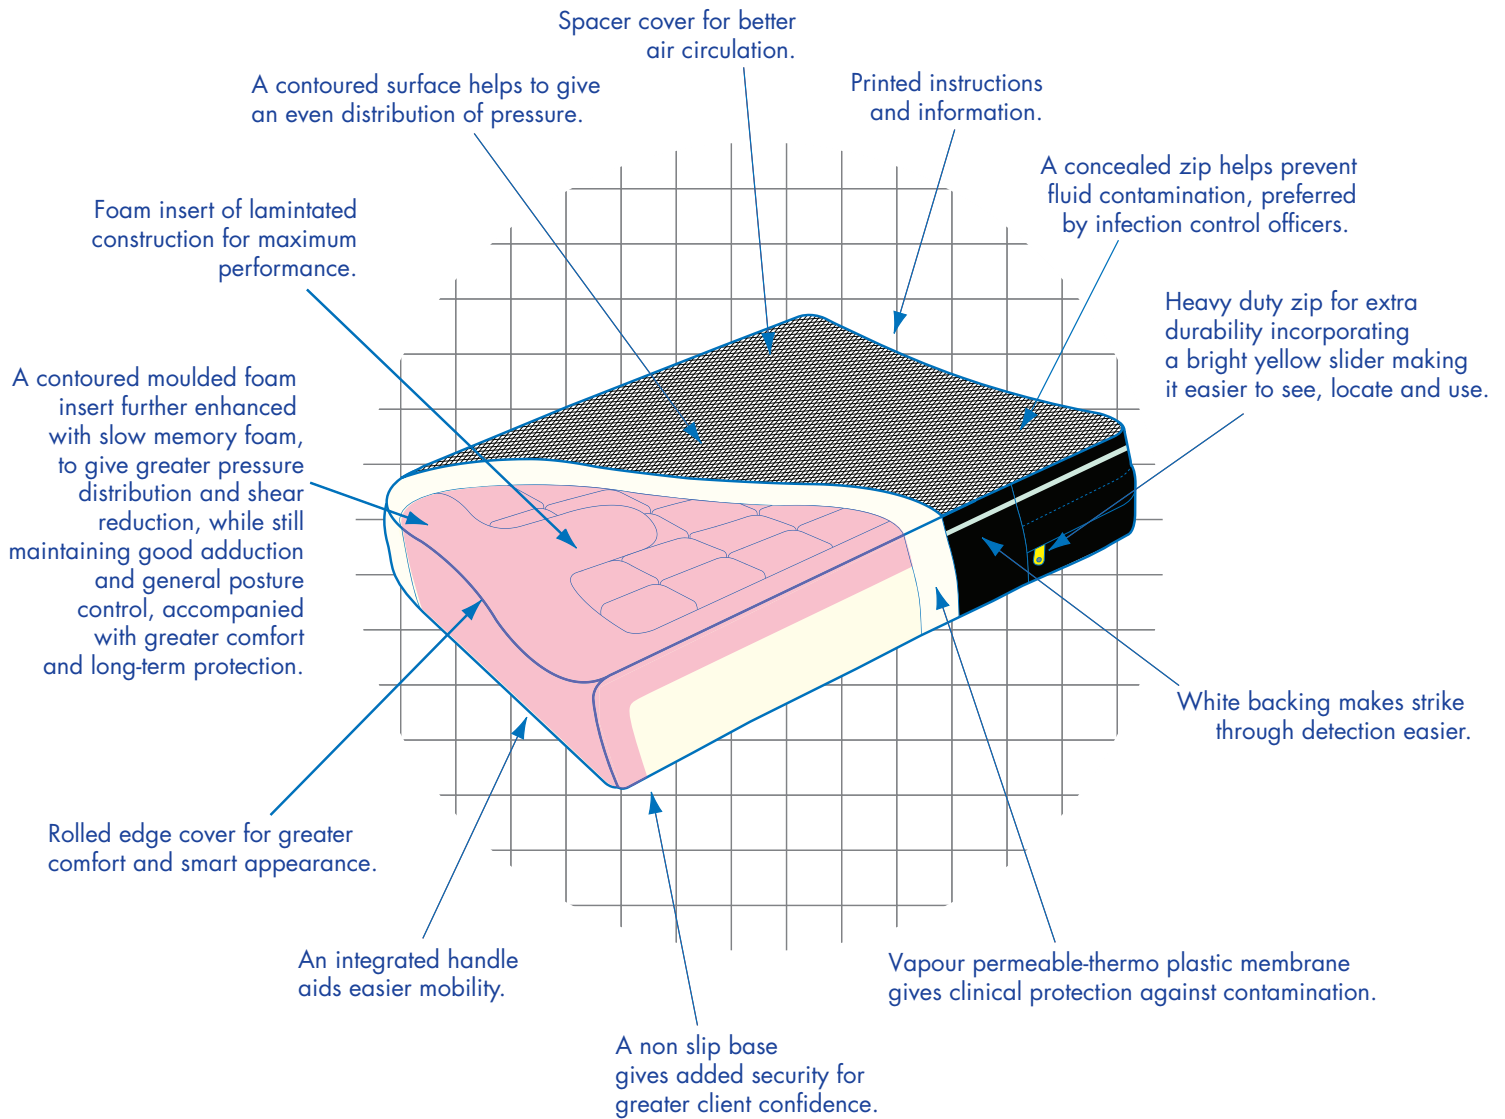 Spacer cover for better
air circulation.
A contoured surface helps to give
an even distribution of pressure.
Printed instructions
and information.
A concealed zip helps prevent
fluid contamination, preferred
by infection control officers.
Foam insert of lamintated
construction for maximum
performance.
Heavy duty zip for extra
durability incorporating
a bright yellow slider making
it easier to see, locate and use.
A contoured moulded foam
insert further enhanced
with slow memory foam,
to give greater pressure
distribution and shear
reduction, while still
maintaining good adduction
and general posture
control, accompanied
with greater comfort
and long-term protection.
White backing makes strike
through detection easier.
Rolled edge cover for greater
comfort and smart appearance.
An integrated handle
aids easier mobility.
Vapour permeable-thermo plastic membrane
gives clinical protection against contamination.
A non slip base
gives added security for
greater client confidence.